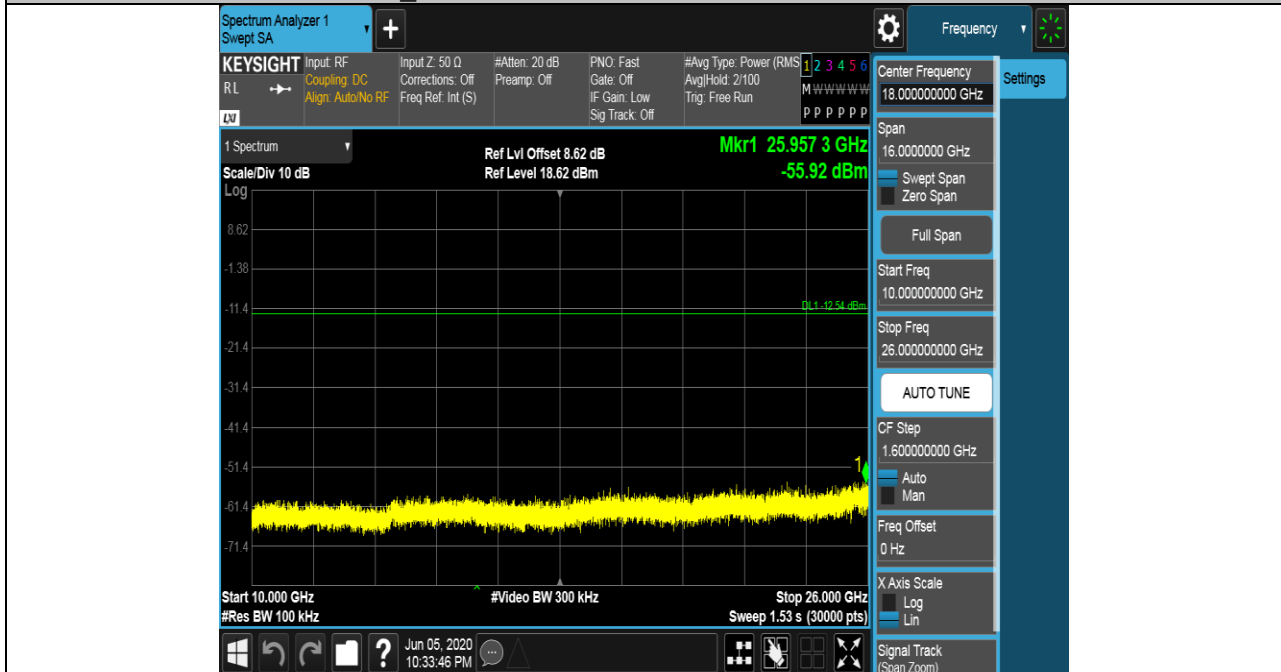 Spectrum Analyzer 1
Swept SA
+
Frequency
KEYSIGHT
RL
LXI
Input: RF
Coupling: DC
Align: Auto/No RF
Input Z: 50 Ω
Corrections: Off
Freq Ref: Int (S)
#Atten: 20 dB
Preamp: Off
PNO: Fast
Gate: Off
IF Gain: Low
Sig Track: Off
#Avg Type: Power (RMS
Avg|Hold: 2/100
Trig: Free Run
1 2 3 4 5 6
M W W W W W
P P P P P P
1 Spectrum
Scale/Div 10 dB
Log
Ref Lvl Offset 8.62 dB
Ref Level 18.62 dBm
Mkr1 25.957 3 GHz
-55.92 dBm
8.62
-1.38
-11.4
DL1 -12.54 dBm
-21.4
-31.4
-41.4
-51.4
1
-61.4
-71.4
Start 10.000 GHz
#Res BW 100 kHz
#Video BW 300 kHz
Stop 26.000 GHz
Sweep 1.53 s (30000 pts)
?
Jun 05, 2020
10:33:46 PM
Center Frequency
18.000000000 GHz
Settings
Span
16.0000000 GHz
Swept Span
Zero Span
Full Span
Start Freq
10.000000000 GHz
Stop Freq
26.000000000 GHz
AUTO TUNE
CF Step
1.600000000 GHz
Auto
Man
Freq Offset
0 Hz
X Axis Scale
Log
Lin
Signal Track
(Span Zoom)